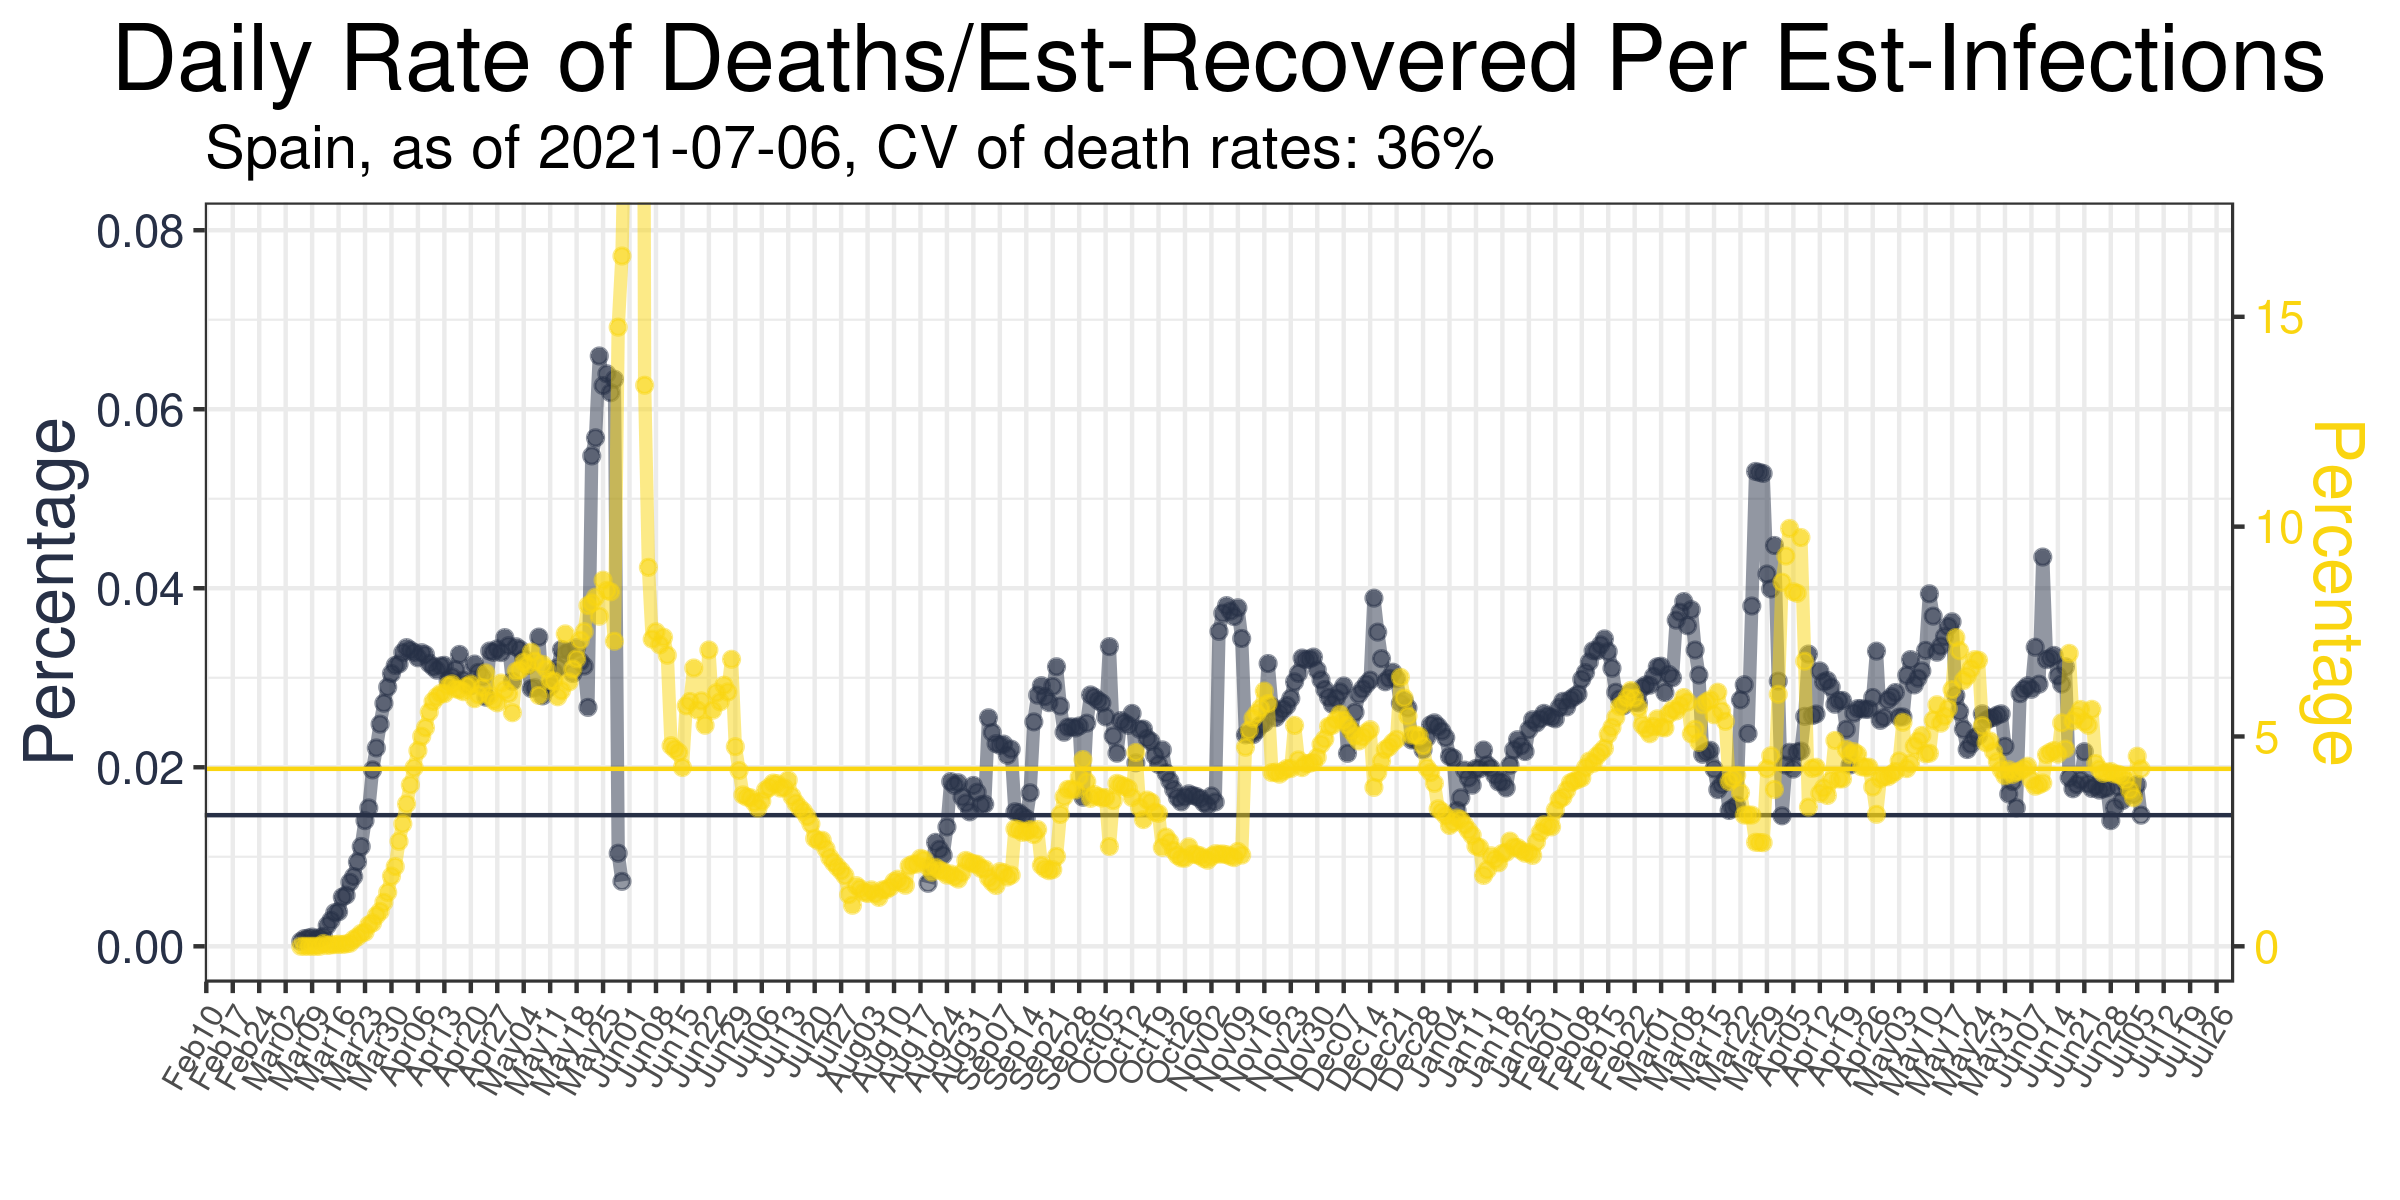 Daily Rate of Deaths/Est-Recovered Per Est-Infections
Spain, as of 2021-07-06, CV of death rates: 36%
Percentage
0.08
0.06
0.04
0.02
0.00
15
10
5
0
Percentage
Feb10
Feb17
Feb24
Mar02
Mar09
Mar16
Mar23
Mar30
Apr06
Apr13
Apr20
Apr27
May04
May11
May18
May25
Jun01
Jun08
Jun15
Jun22
Jun29
Jul06
Jul13
Jul20
Jul27
Aug03
Aug10
Aug17
Aug24
Aug31
Sep07
Sep14
Sep21
Sep28
Oct05
Oct12
Oct19
Oct26
Nov02
Nov09
Nov16
Nov23
Nov30
Dec07
Dec14
Dec21
Dec28
Jan04
Jan11
Jan18
Jan25
Feb01
Feb08
Feb15
Feb22
Mar01
Mar08
Mar15
Mar22
Mar29
Apr05
Apr12
Apr19
Apr26
May03
May10
May17
May24
May31
Jun07
Jun14
Jun21
Jun28
Jul05
Jul12
Jul19
Jul26